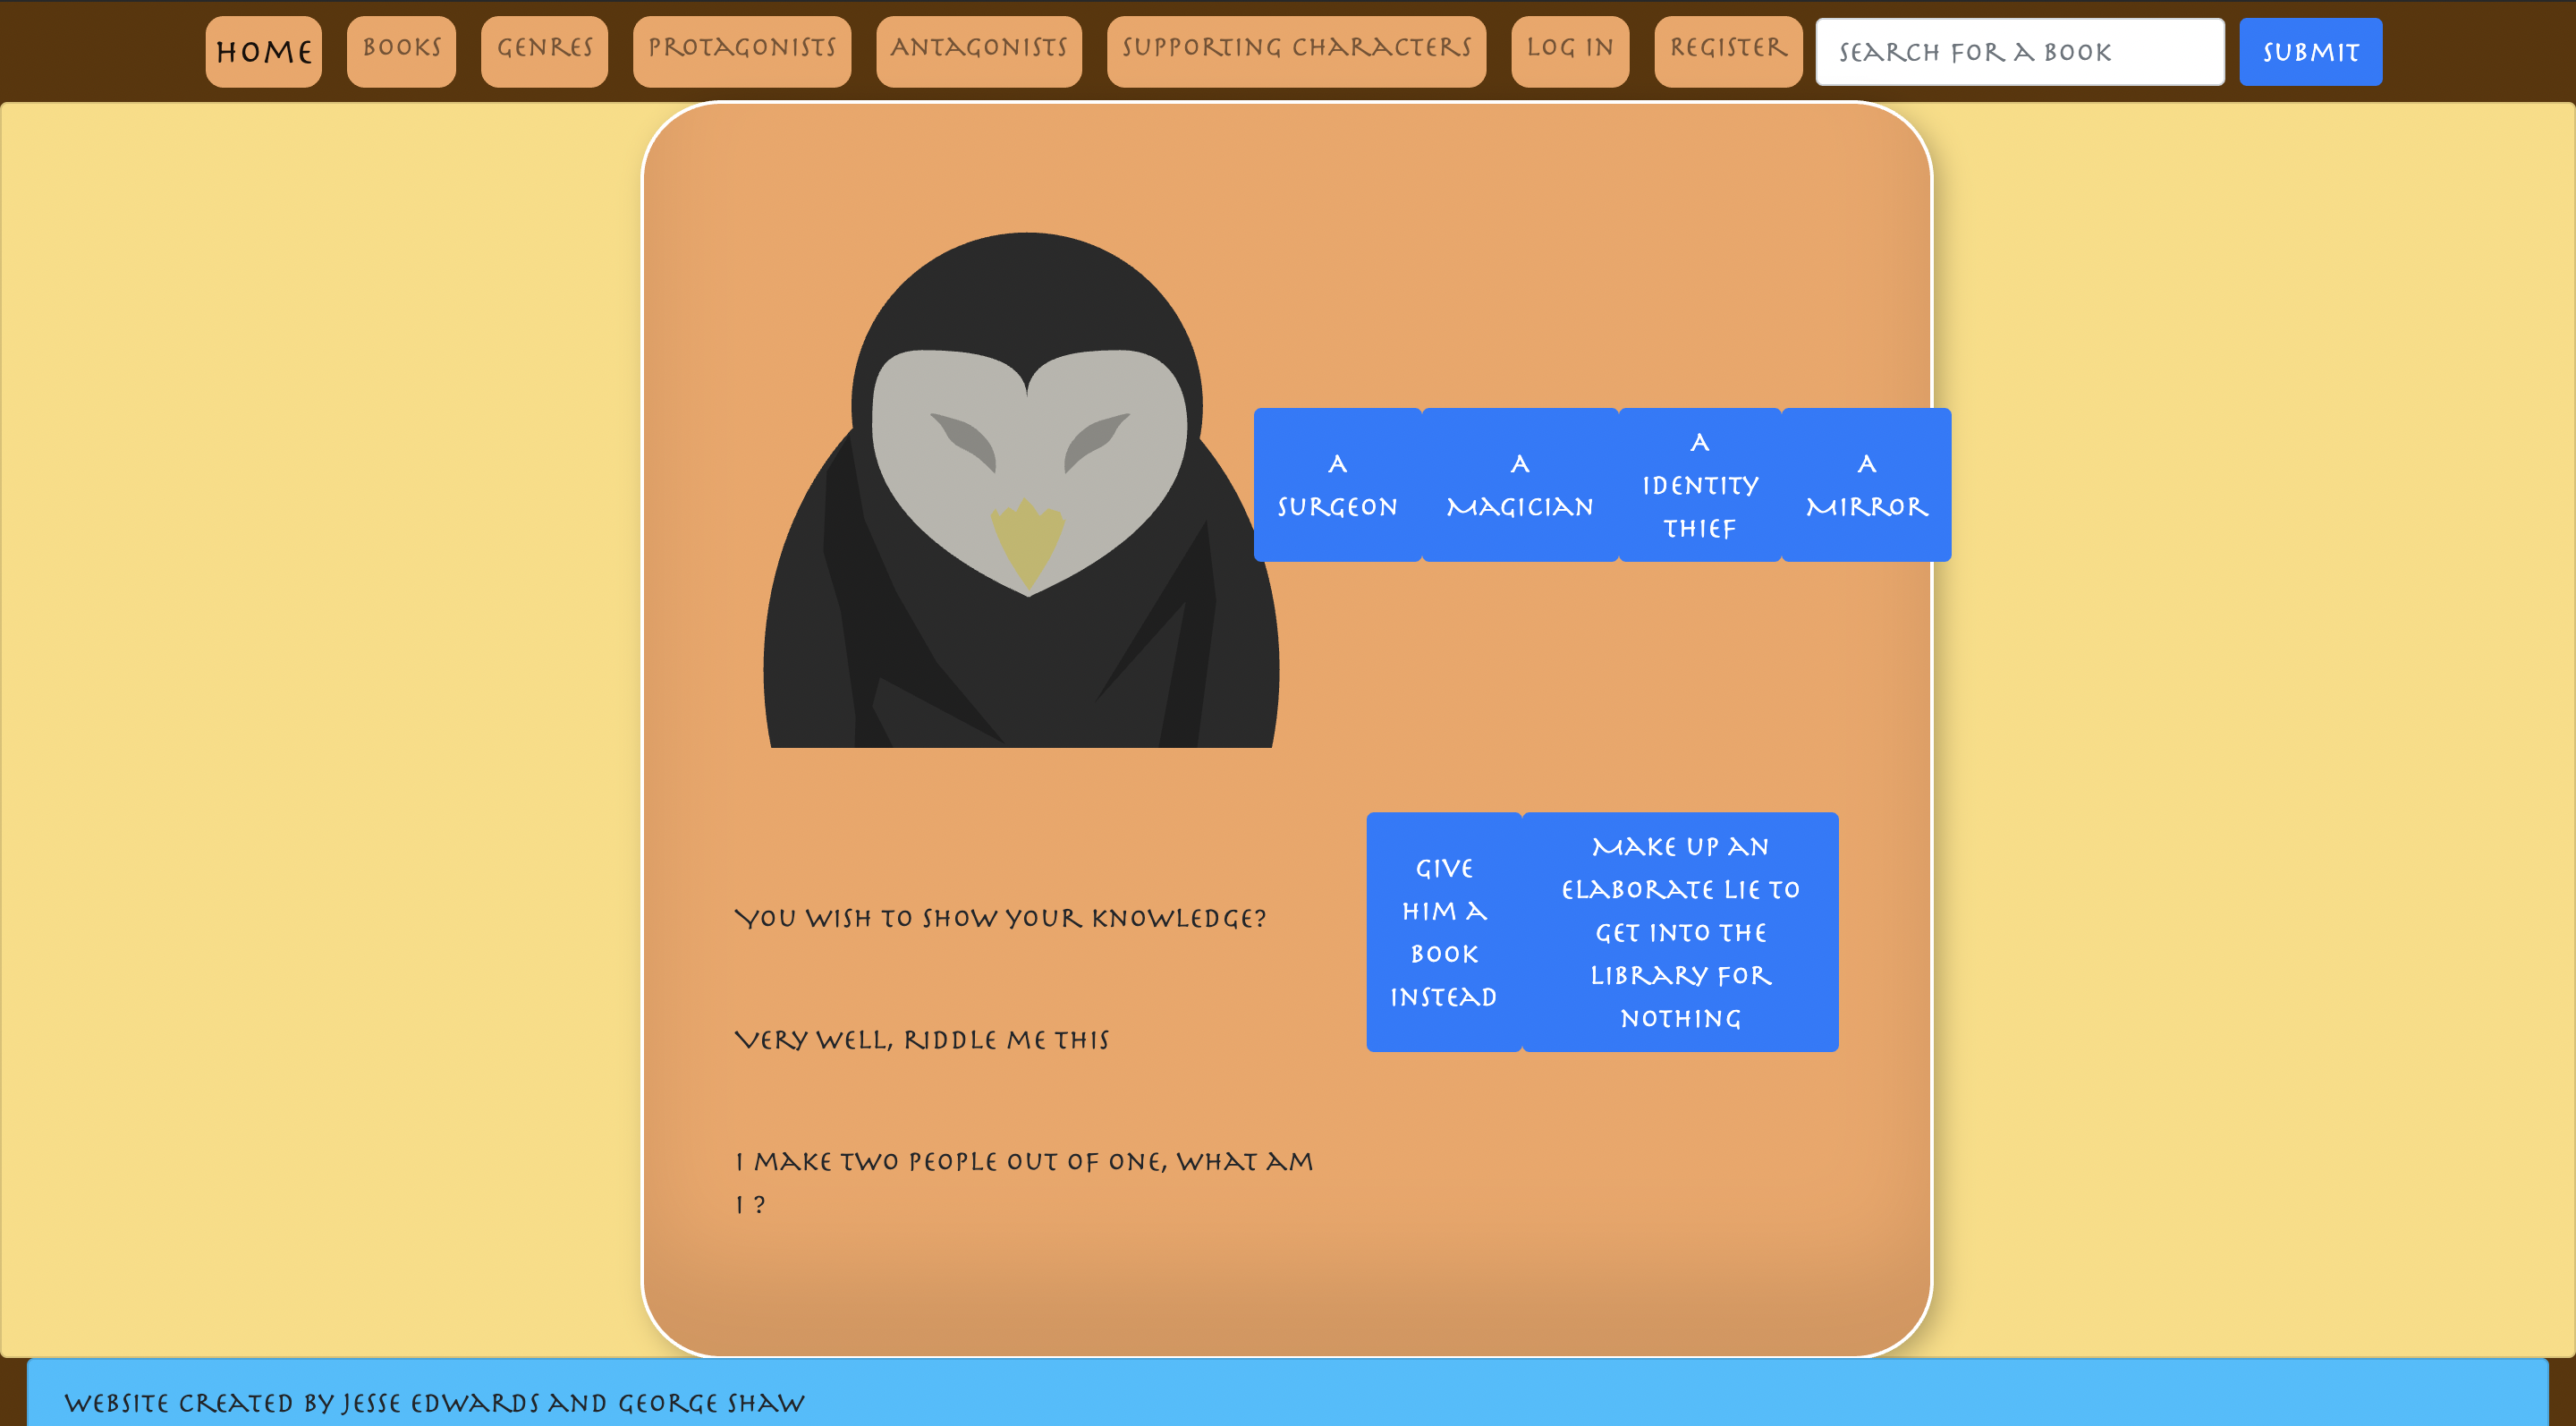 HOME
BOOKS
GENRES
PROTAGONISTS
ANTAGONISTS
SUPPORTING CHARACTERS
LOG IN
REGISTER
SEARCH FOR A BOOK
SUBMIT
A
SURGEON
A
MAGICIAN
A
IDENTITY
THIEF
A
MIRROR
GIVE
HIM A
BOOK
INSTEAD
MAKE UP AN
ELABORATE LIE TO
GET INTO THE
LIBRARY FOR
NOTHING
YOU WISH TO SHOW YOUR KNOWLEDGE?
VERY WELL, RIDDLE ME THIS
I MAKE TWO PEOPLE OUT OF ONE, WHAT AM
I ?
WEBSITE CREATED BY JESSE EDWARDS AND GEORGE SHAW